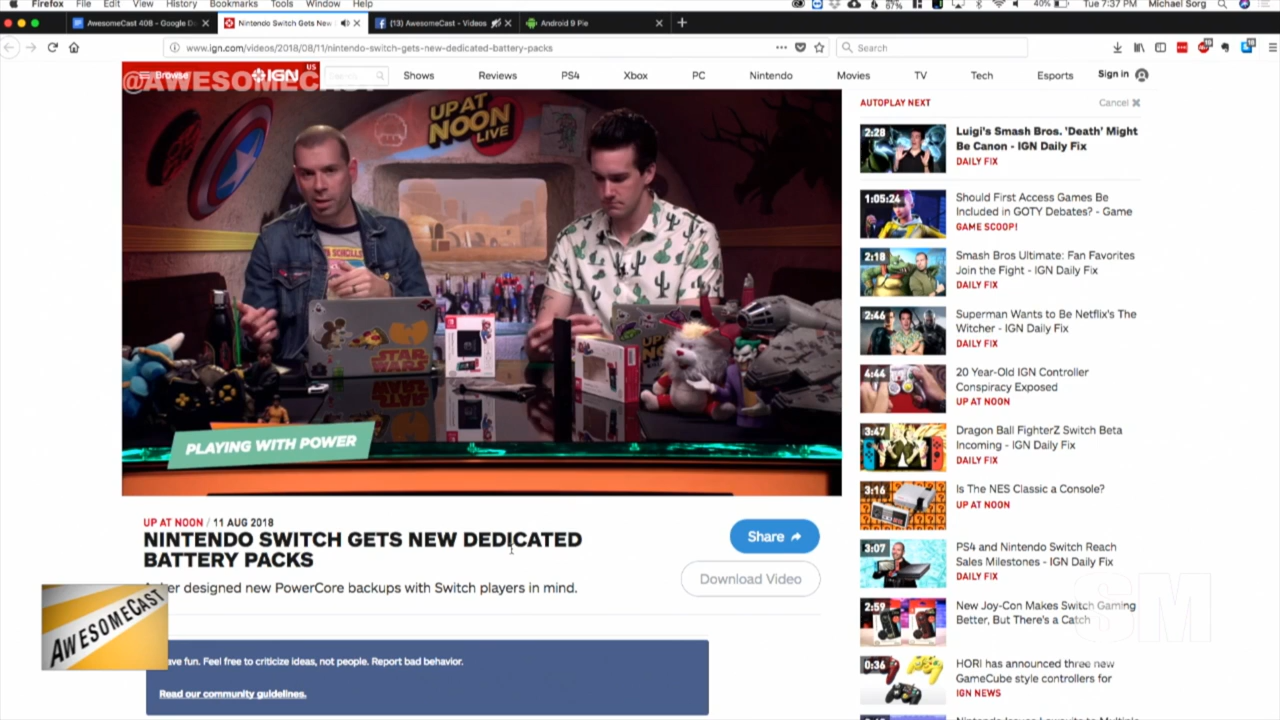 Firefox File Edit View History Bookmarks Tools Window Help
40% Tue 7:37 PM Michael Sorg
AwesomeCast 408 - Google D
Nintendo Switch Gets New
(13) AwesomeCast - Videos
Android 9 Pie
www.ign.com/videos/2018/08/11/nintendo-switch-gets-new-dedicated-battery-packs
Search
@AWESOMECAST
Browse
IGN
US
Shows
Reviews
PS4
Xbox
PC
Nintendo
Movies
TV
Tech
Esports
Sign in
UP AT
NOON
LIVE
STAR
WARS
PLAYING WITH POWER
UP AT NOON / 11 AUG 2018
NINTENDO SWITCH GETS NEW DEDICATED
BATTERY PACKS
er designed new PowerCore backups with Switch players in mind.
Share
Download Video
AWESOMECAST
ave fun. Feel free to criticize ideas, not people. Report bad behavior.
Read our community guidelines.
AUTOPLAY NEXT
Cancel
2:28
Luigi's Smash Bros. 'Death' Might
Be Canon - IGN Daily Fix
DAILY FIX
1:05:24
Should First Access Games Be
Included in GOTY Debates? - Game
GAME SCOOP!
2:18
Smash Bros Ultimate: Fan Favorites
Join the Fight - IGN Daily Fix
DAILY FIX
2:46
Superman Wants to Be Netflix's The
Witcher - IGN Daily Fix
DAILY FIX
4:44
20 Year-Old IGN Controller
Conspiracy Exposed
UP AT NOON
3:47
Dragon Ball FighterZ Switch Beta
Incoming - IGN Daily Fix
DAILY FIX
3:16
Is The NES Classic a Console?
UP AT NOON
3:07
PS4 and Nintendo Switch Reach
Sales Milestones - IGN Daily Fix
DAILY FIX
2:59
New Joy-Con Makes Switch Gaming
Better, But There's a Catch
SM
0:36
HORI has announced three new
GameCube style controllers for
IGN NEWS